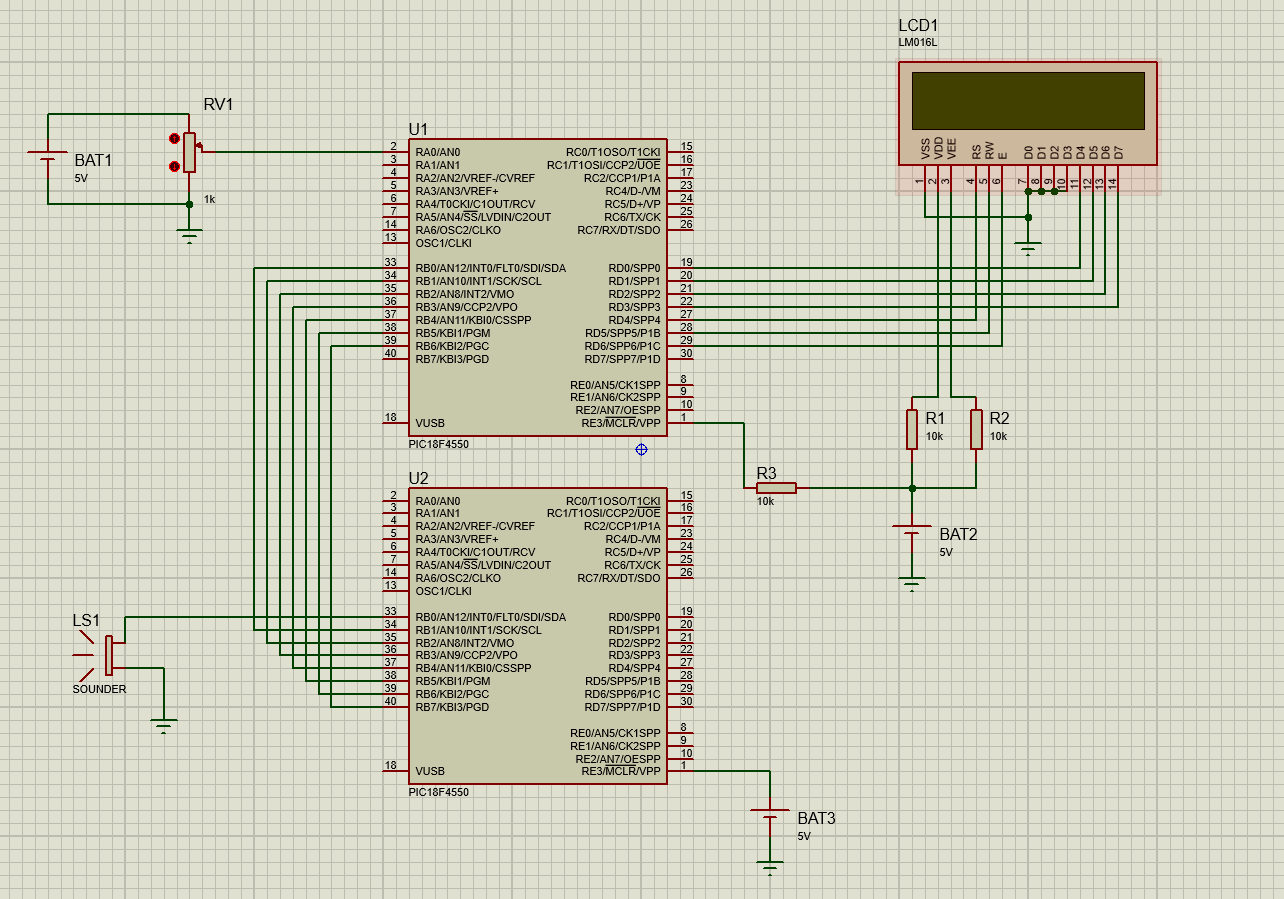 LCD1
LM016L
VSS
VDD
VEE
RS
RW
E
D0
D1
D2
D3
D4
D5
D6
D7
1
2
3
4
5
6
7
8
9
10
11
12
13
14
RV1
1k
BAT1
5V
U1
2 RA0/AN0 RC0/T1OSO/T1CKI 15
3 RA1/AN1 RC1/T1OSI/CCP2/UOE 16
4 RA2/AN2/VREF-/CVREF RC2/CCP1/P1A 17
5 RA3/AN3/VREF+ RC4/D-/VM 23
6 RA4/T0CKI/C1OUT/RCV RC5/D+/VP 24
7 RA5/AN4/SS/LVDIN/C2OUT RC6/TX/CK 25
14 RA6/OSC2/CLKO RC7/RX/DT/SDO 26
13 OSC1/CLKI
33 RB0/AN12/INT0/FLT0/SDI/SDA RD0/SPP0 19
34 RB1/AN10/INT1/SCK/SCL RD1/SPP1 20
35 RB2/AN8/INT2/VMO RD2/SPP2 21
36 RB3/AN9/CCP2/VPO RD3/SPP3 22
37 RB4/AN11/KBI0/CSSPP RD4/SPP4 27
38 RB5/KBI1/PGM RD5/SPP5/P1B 28
39 RB6/KBI2/PGC RD6/SPP6/P1C 29
40 RB7/KBI3/PGD RD7/SPP7/P1D 30
RE0/AN5/CK1SPP 8
RE1/AN6/CK2SPP 9
RE2/AN7/OESPP 10
18 VUSB RE3/MCLR/VPP 1
PIC18F4550
R1
10k
R2
10k
R3
10k
BAT2
5V
U2
2 RA0/AN0 RC0/T1OSO/T1CKI 15
3 RA1/AN1 RC1/T1OSI/CCP2/UOE 16
4 RA2/AN2/VREF-/CVREF RC2/CCP1/P1A 17
5 RA3/AN3/VREF+ RC4/D-/VM 23
6 RA4/T0CKI/C1OUT/RCV RC5/D+/VP 24
7 RA5/AN4/SS/LVDIN/C2OUT RC6/TX/CK 25
14 RA6/OSC2/CLKO RC7/RX/DT/SDO 26
13 OSC1/CLKI
33 RB0/AN12/INT0/FLT0/SDI/SDA RD0/SPP0 19
34 RB1/AN10/INT1/SCK/SCL RD1/SPP1 20
35 RB2/AN8/INT2/VMO RD2/SPP2 21
36 RB3/AN9/CCP2/VPO RD3/SPP3 22
37 RB4/AN11/KBI0/CSSPP RD4/SPP4 27
38 RB5/KBI1/PGM RD5/SPP5/P1B 28
39 RB6/KBI2/PGC RD6/SPP6/P1C 29
40 RB7/KBI3/PGD RD7/SPP7/P1D 30
RE0/AN5/CK1SPP 8
RE1/AN6/CK2SPP 9
RE2/AN7/OESPP 10
18 VUSB RE3/MCLR/VPP 1
PIC18F4550
LS1
SOUNDER
BAT3
5V